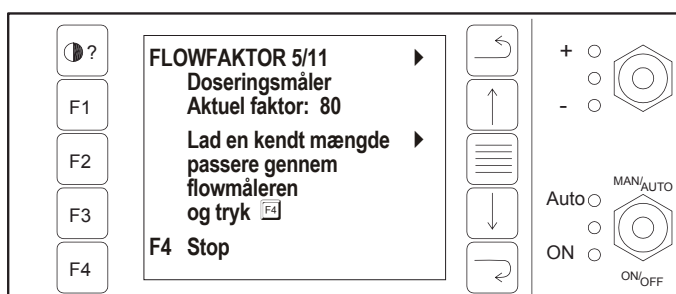 ?
F1
F2
F3
F4
FLOWFAKTOR 5/11
Doseringsmåler
Aktuel faktor: 80
Lad en kendt mængde
passere gennem
flowmåleren
og tryk F4
F4 Stop
+
-
MAN/AUTO
Auto
ON
ON/OFF